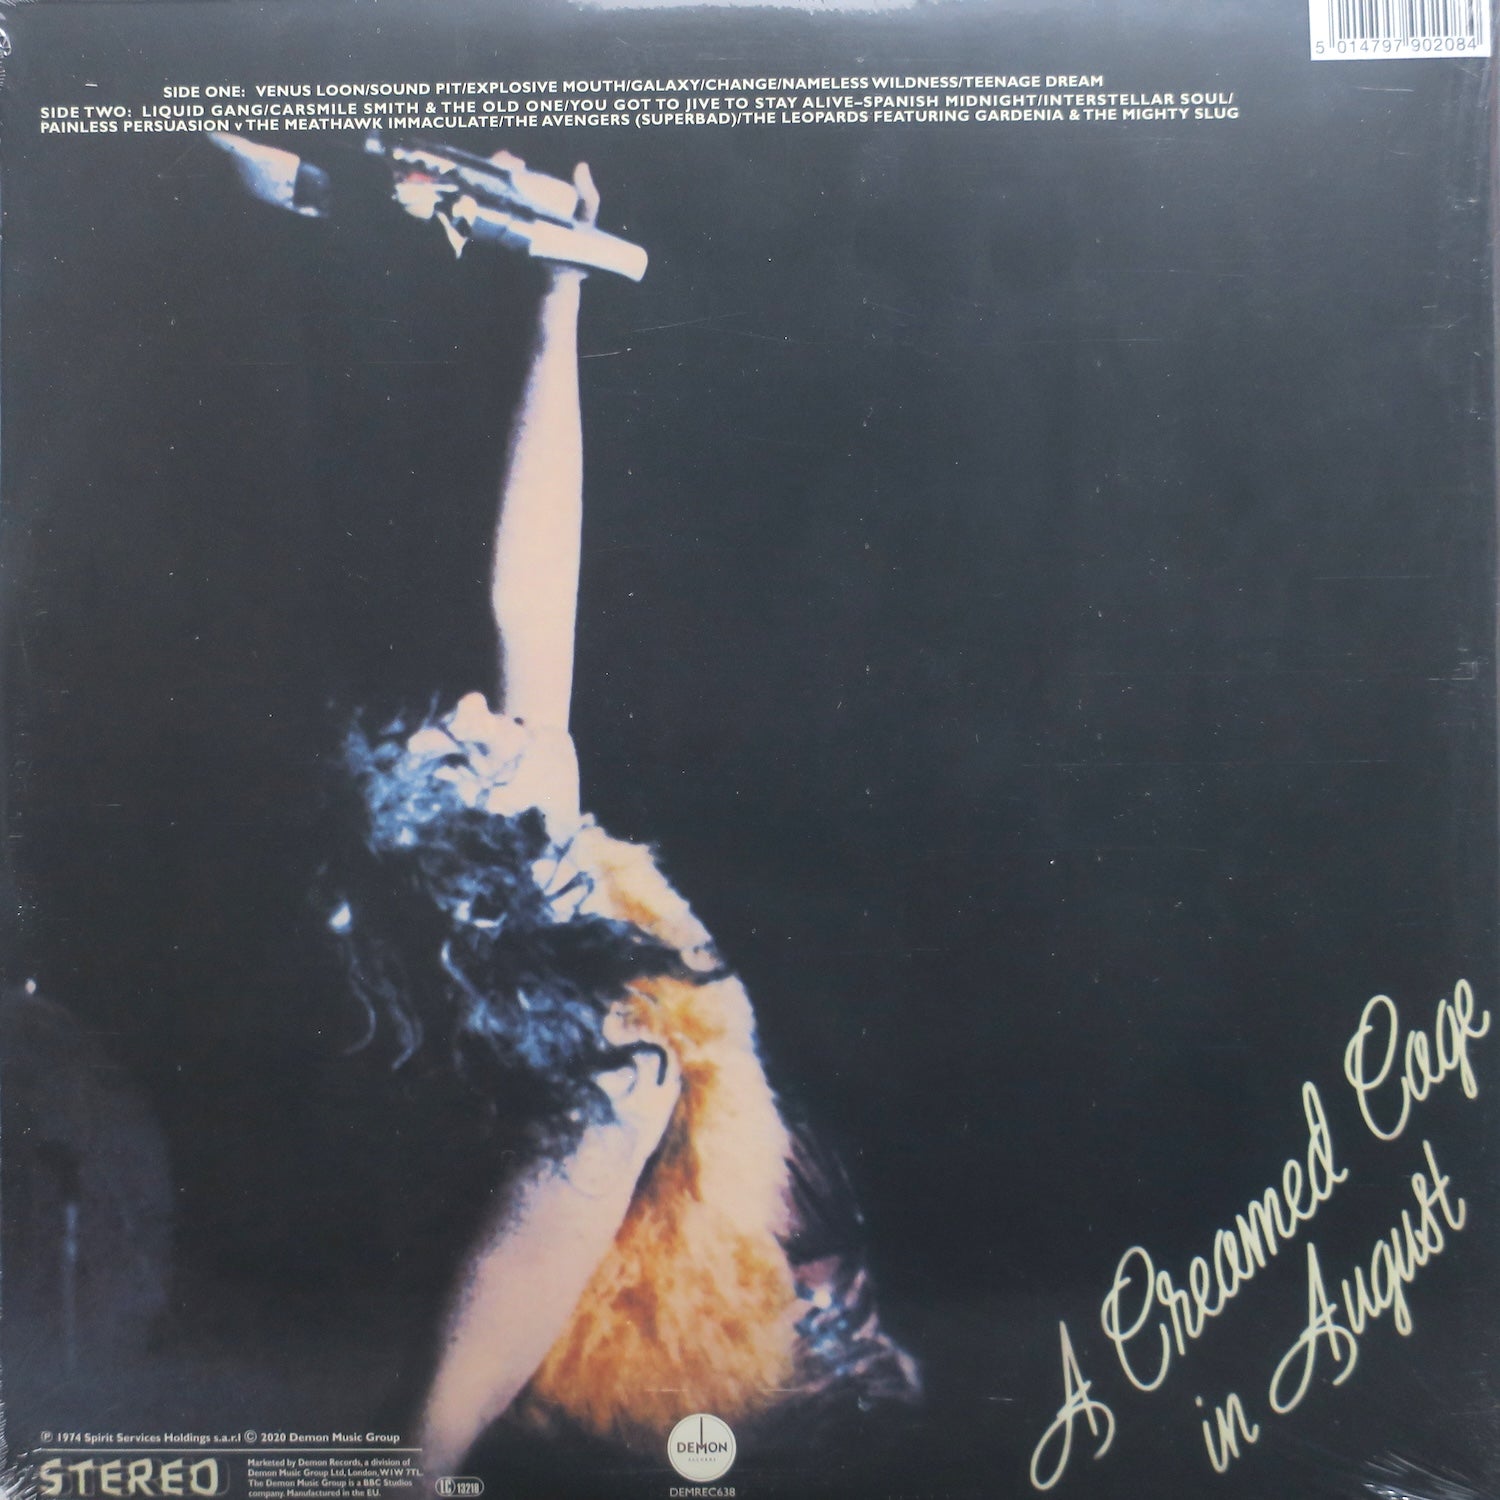 5 014797 902084
SIDE ONE: VENUS LOON/SOUND PIT/EXPLOSIVE MOUTH/GALAXY/CHANGE/NAMELESS WILDNESS/TEENAGE DREAM
SIDE TWO: LIQUID GANG/CARSMILE SMITH & THE OLD ONE/YOU GOT TO JIVE TO STAY ALIVE–SPANISH MIDNIGHT/INTERSTELLAR SOUL/
PAINLESS PERSUASION v THE MEATHAWK IMMACULATE/THE AVENGERS (SUPERBAD)/THE LEOPARDS FEATURING GARDENIA & THE MIGHTY SLUG
A Creamed Cage
in August
℗ 1974 Spirit Services Holdings s.a.r.l © 2020 Demon Music Group
STEREO
Marketed by Demon Records, a division of
Demon Music Group Ltd, London, W1W 7TL.
The Demon Music Group is a BBC Studios
company. Manufactured in the EU.
LC 13218
DEMON
RECORDS
DEMREC638